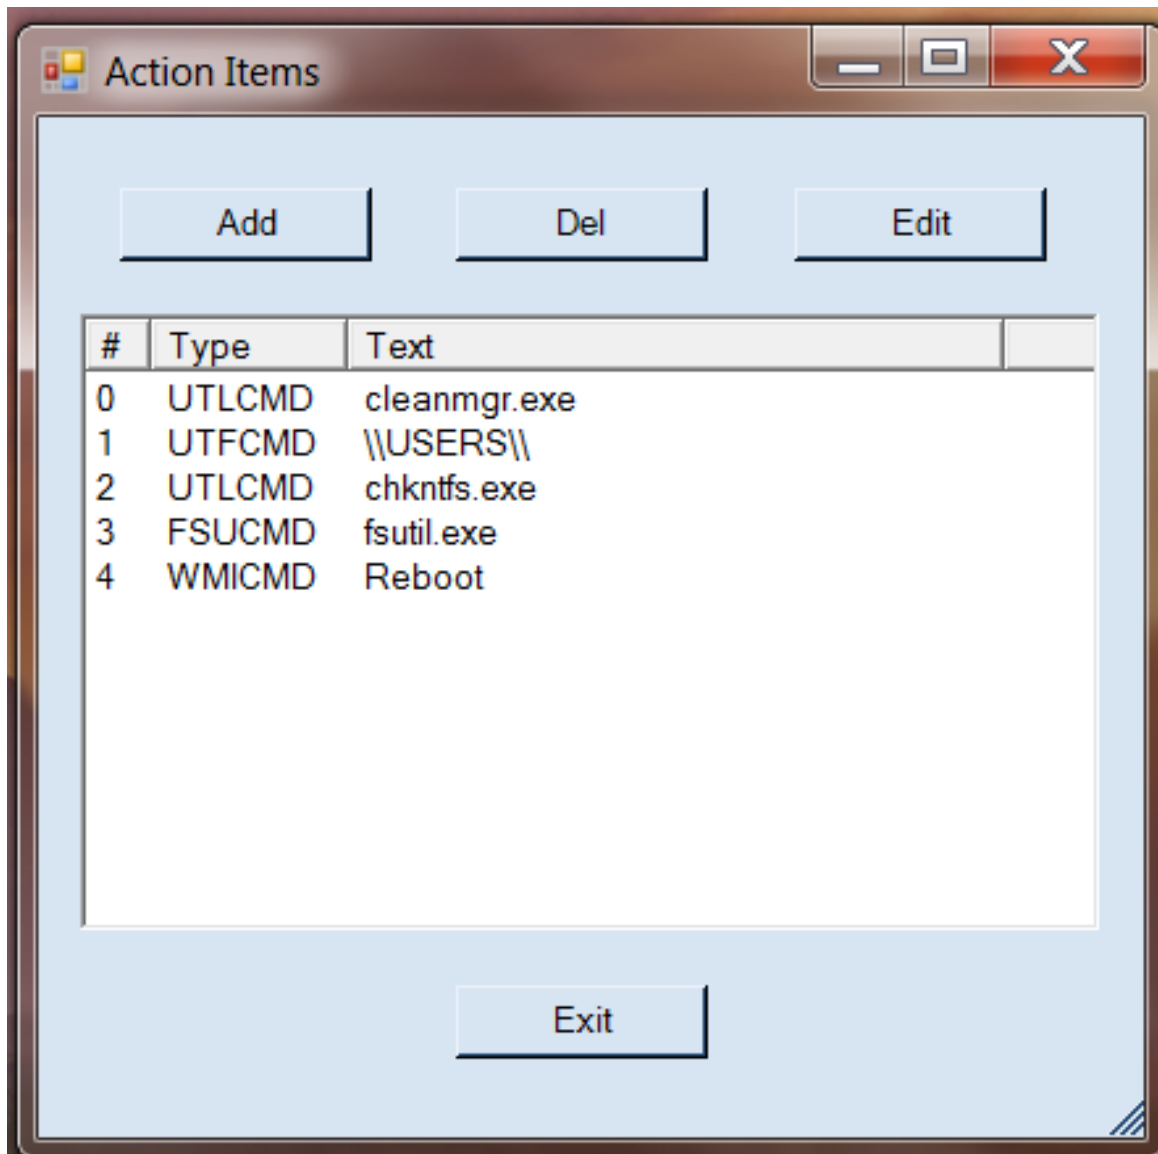 Action Items
Add Del Edit
# Type Text
0 UTLCMD cleanmgr.exe
1 UTFCMD \\USERS\\
2 UTLCMD chkntfs.exe
3 FSUCMD fsutil.exe
4 WMICMD Reboot
Exit